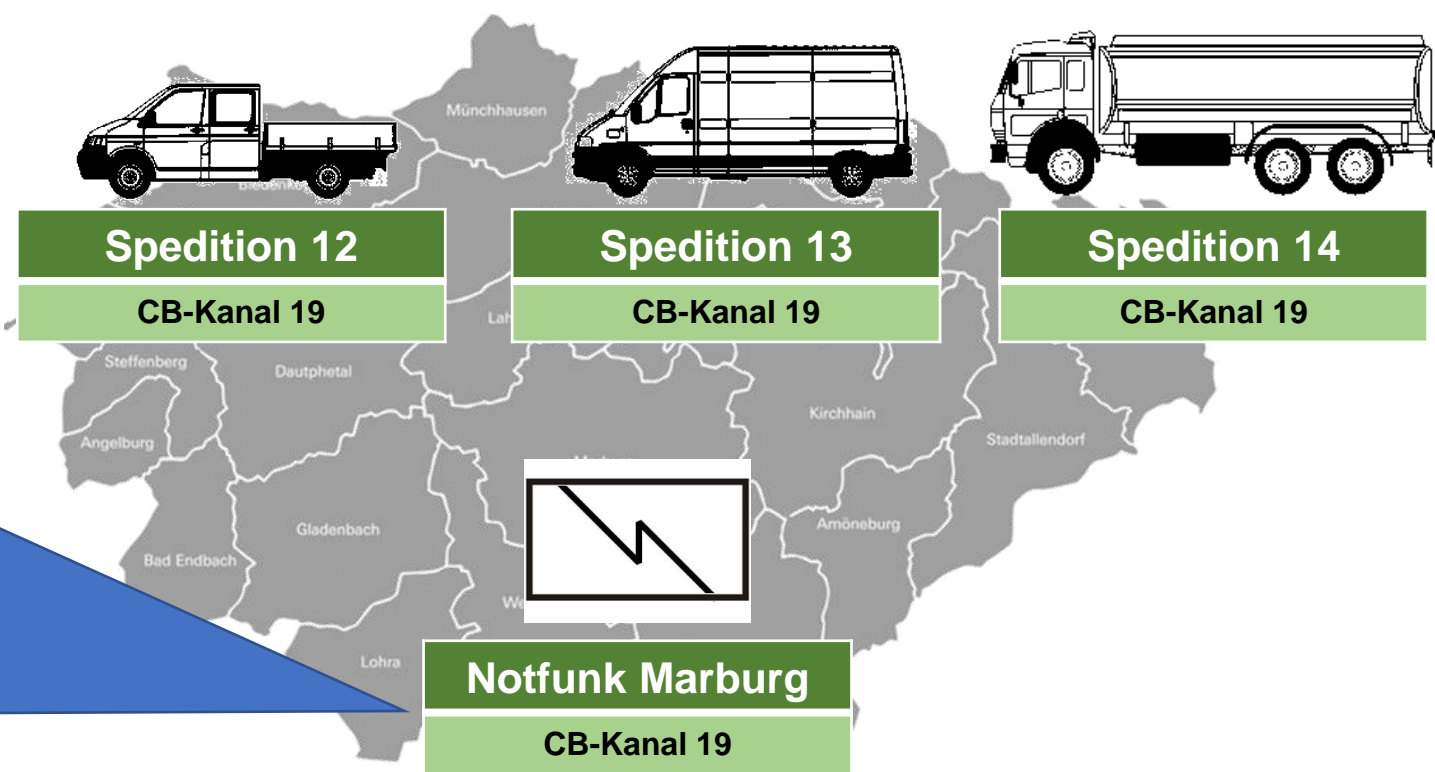 Münchhausen
Spedition 12
Spedition 13
Spedition 14
CB-Kanal 19
CB-Kanal 19
CB-Kanal 19
Steffenberg
Dautphetal
Angelburg
Kirchhain
Stadtallendorf
Gladenbach
Amöneburg
Bad Endbach
Lohra
Notfunk Marburg
CB-Kanal 19